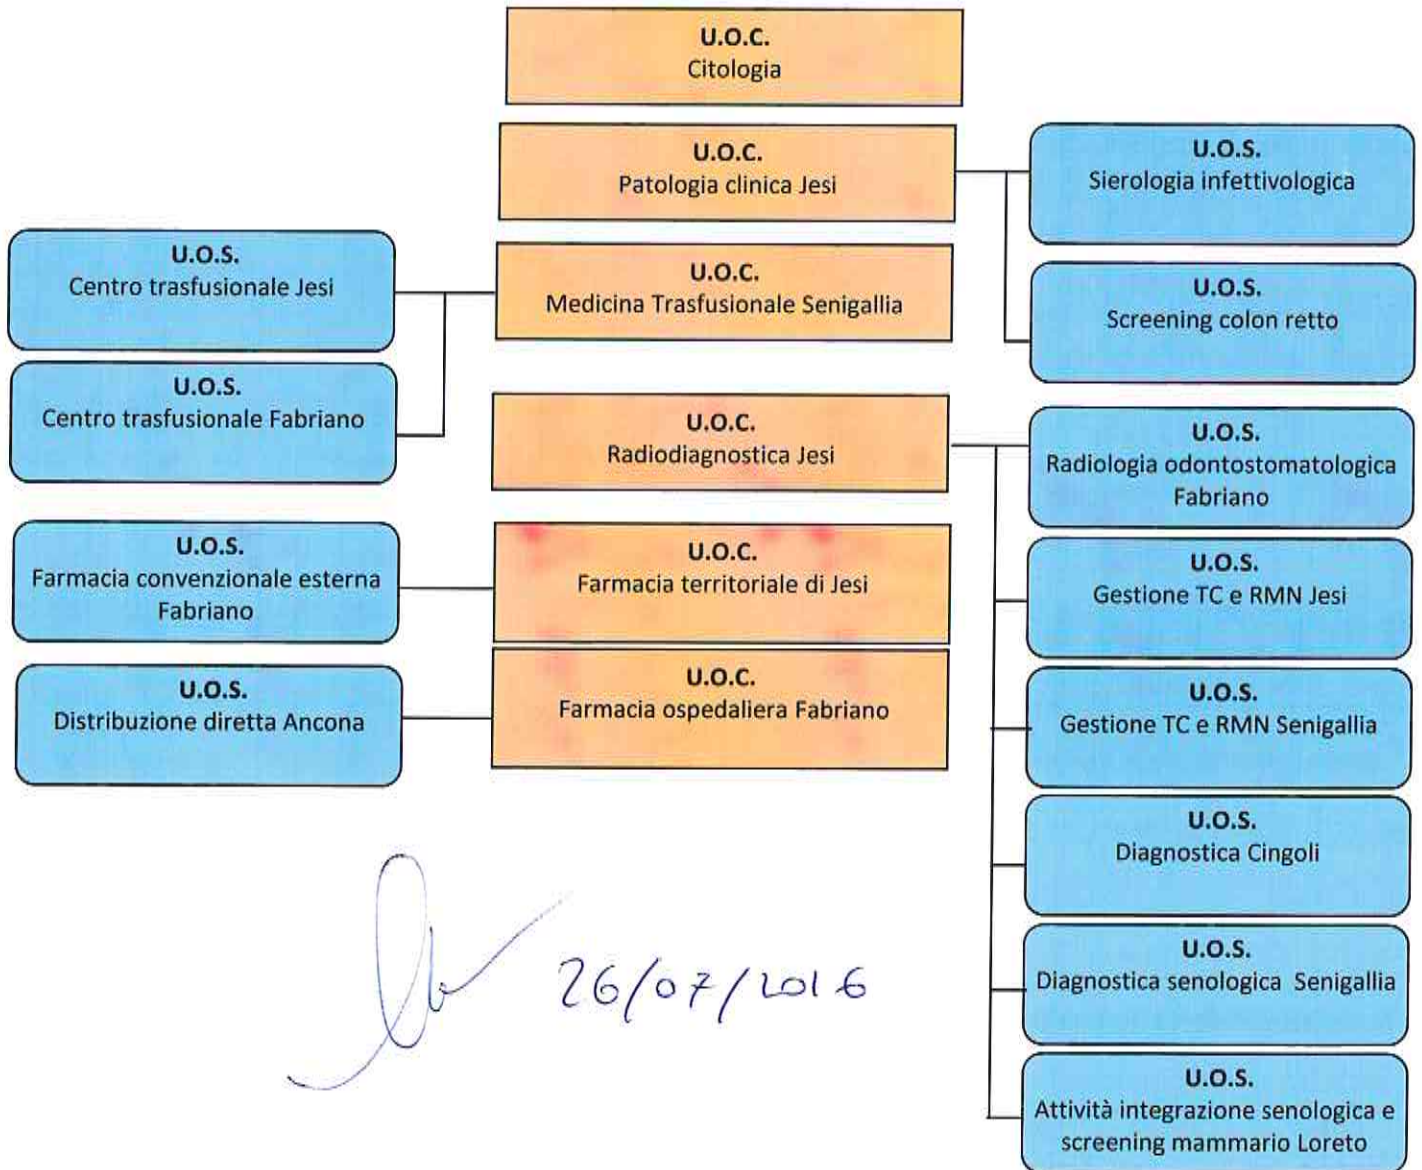 U.O.C.
Citologia
U.O.C.
Patologia clinica Jesi
U.O.S.
Sierologia infettivologica
U.O.S.
Screening colon retto
U.O.C.
Medicina Trasfusionale Senigallia
U.O.S.
Centro trasfusionale Jesi
U.O.S.
Centro trasfusionale Fabriano
U.O.C.
Radiodiagnostica Jesi
U.O.S.
Radiologia odontostomatologica
Fabriano
U.O.S.
Gestione TC e RMN Jesi
U.O.S.
Gestione TC e RMN Senigallia
U.O.S.
Diagnostica Cingoli
U.O.S.
Diagnostica senologica Senigallia
U.O.S.
Attività integrazione senologica e
screening mammario Loreto
U.O.C.
Farmacia territoriale di Jesi
U.O.S.
Farmacia convenzionale esterna
Fabriano
U.O.C.
Farmacia ospedaliera Fabriano
U.O.S.
Distribuzione diretta Ancona
26/07/2016